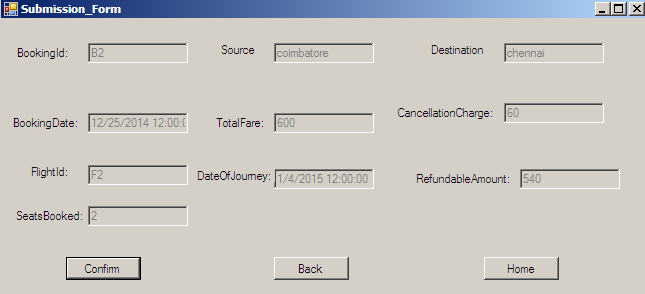 Submission_Form
BookingId: B2 Source coimbatore Destination chennai
BookingDate: 12/25/2014 12:00:0 TotalFare: 600 CancellationCharge: 60
FlightId: F2 DateOfJourney: 1/4/2015 12:00:00 RefundableAmount: 540
SeatsBooked: 2
Confirm Back Home